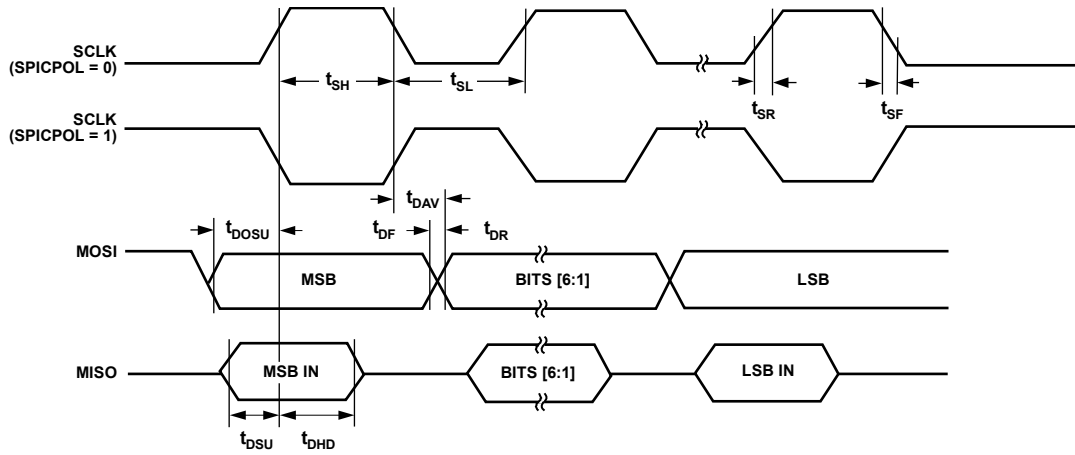 SCLK
(SPICPOL = 0)
tSH
tSL
tSR
tSF
SCLK
(SPICPOL = 1)
tDAV
tDOSU
tDF
tDR
MOSI
MSB
BITS [6:1]
LSB
MISO
MSB IN
BITS [6:1]
LSB IN
tDSU
tDHD